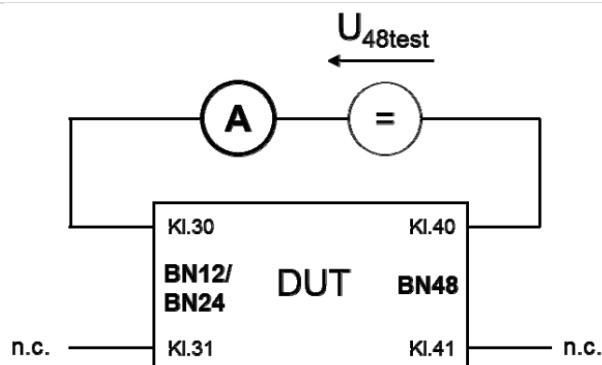 U48test
A
=
Kl.30
Kl.40
BN12/
BN24
DUT
BN48
n.c.
Kl.31
Kl.41
n.c.